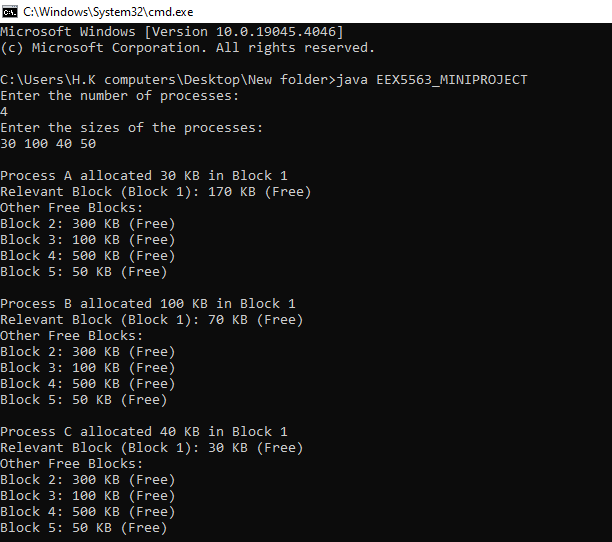 C:\Windows\System32\cmd.exe
Microsoft Windows [Version 10.0.19045.4046]
(c) Microsoft Corporation. All rights reserved.
C:\Users\H.K computers\Desktop\New folder>java EEX5563_MINIPROJECT
Enter the number of processes:
4
Enter the sizes of the processes:
30 100 40 50
Process A allocated 30 KB in Block 1
Relevant Block (Block 1): 170 KB (Free)
Other Free Blocks:
Block 2: 300 KB (Free)
Block 3: 100 KB (Free)
Block 4: 500 KB (Free)
Block 5: 50 KB (Free)
Process B allocated 100 KB in Block 1
Relevant Block (Block 1): 70 KB (Free)
Other Free Blocks:
Block 2: 300 KB (Free)
Block 3: 100 KB (Free)
Block 4: 500 KB (Free)
Block 5: 50 KB (Free)
Process C allocated 40 KB in Block 1
Relevant Block (Block 1): 30 KB (Free)
Other Free Blocks:
Block 2: 300 KB (Free)
Block 3: 100 KB (Free)
Block 4: 500 KB (Free)
Block 5: 50 KB (Free)